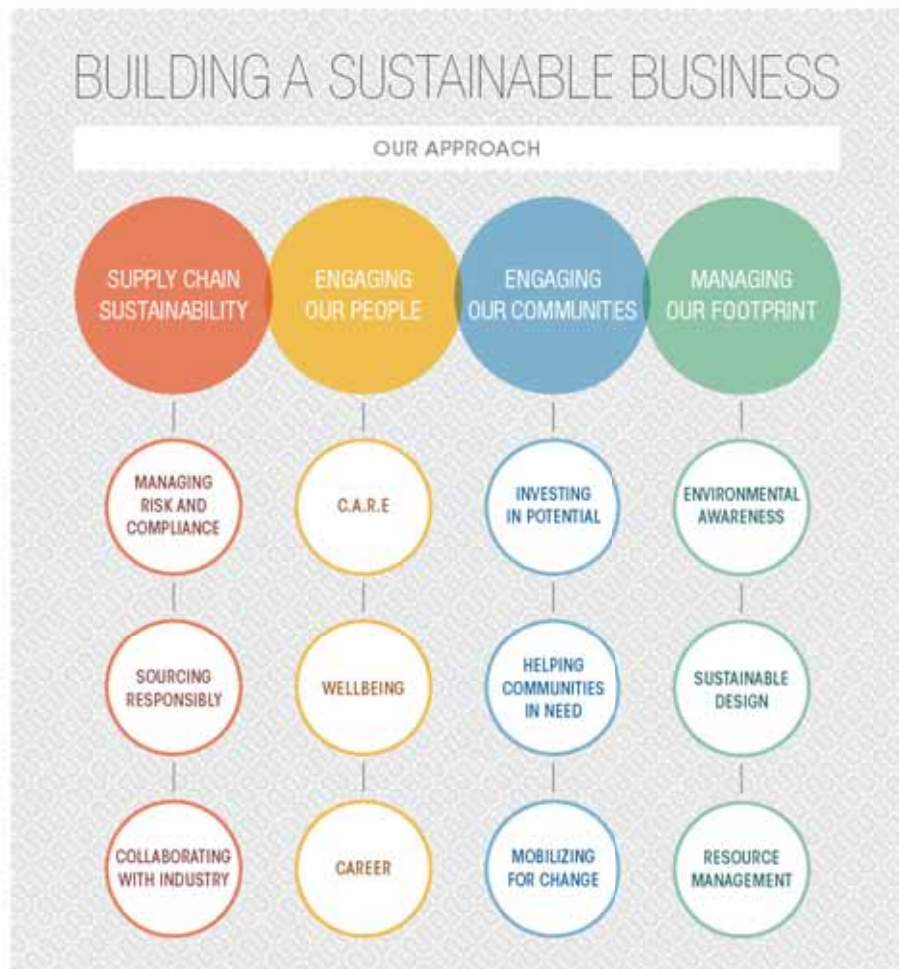 BUILDING A SUSTAINABLE BUSINESS
OUR APPROACH
SUPPLY CHAIN
SUSTAINABILITY
ENGAGING
OUR PEOPLE
ENGAGING
OUR COMMUNITIES
MANAGING
OUR FOOTPRINT
MANAGING
RISK AND
COMPLIANCE
C.A.R.E
INVESTING
IN POTENTIAL
ENVIRONMENTAL
AWARENESS
SOURCING
RESPONSIBLY
WELLBEING
HELPING
COMMUNITIES
IN NEED
SUSTAINABLE
DESIGN
COLLABORATING
WITH INDUSTRY
CAREER
MOBILIZING
FOR CHANGE
RESOURCE
MANAGEMENT